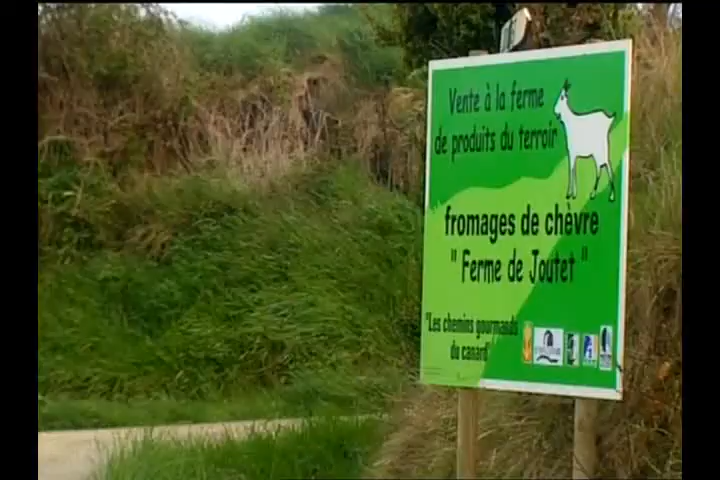 Vente à la ferme
de produits du terroir
fromages de chèvre
" Ferme de Joutet "
"Les chemins gourmands
du canard"